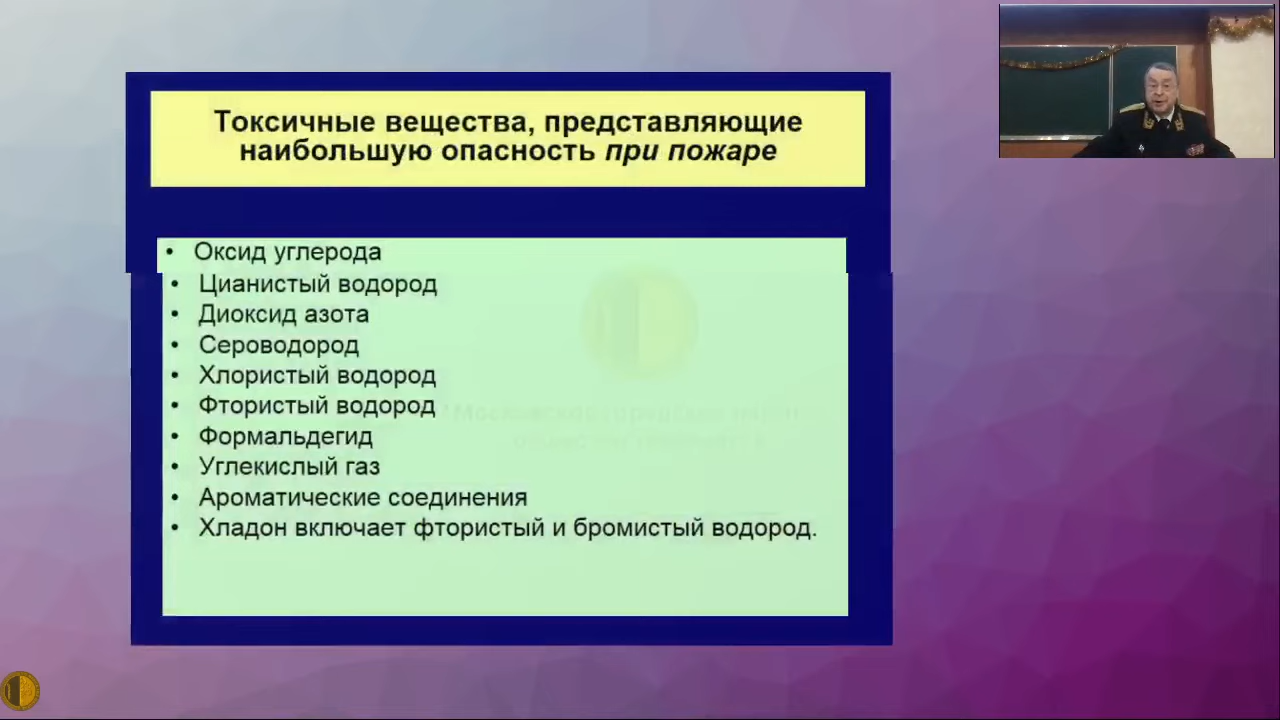 Токсичные вещества, представляющие
наибольшую опасность при пожаре
• Оксид углерода
• Цианистый водород
• Диоксид азота
• Сероводород
• Хлористый водород
• Фтористый водород
• Формальдегид
• Углекислый газ
• Ароматические соединения
• Хладон включает фтористый и бромистый водород.